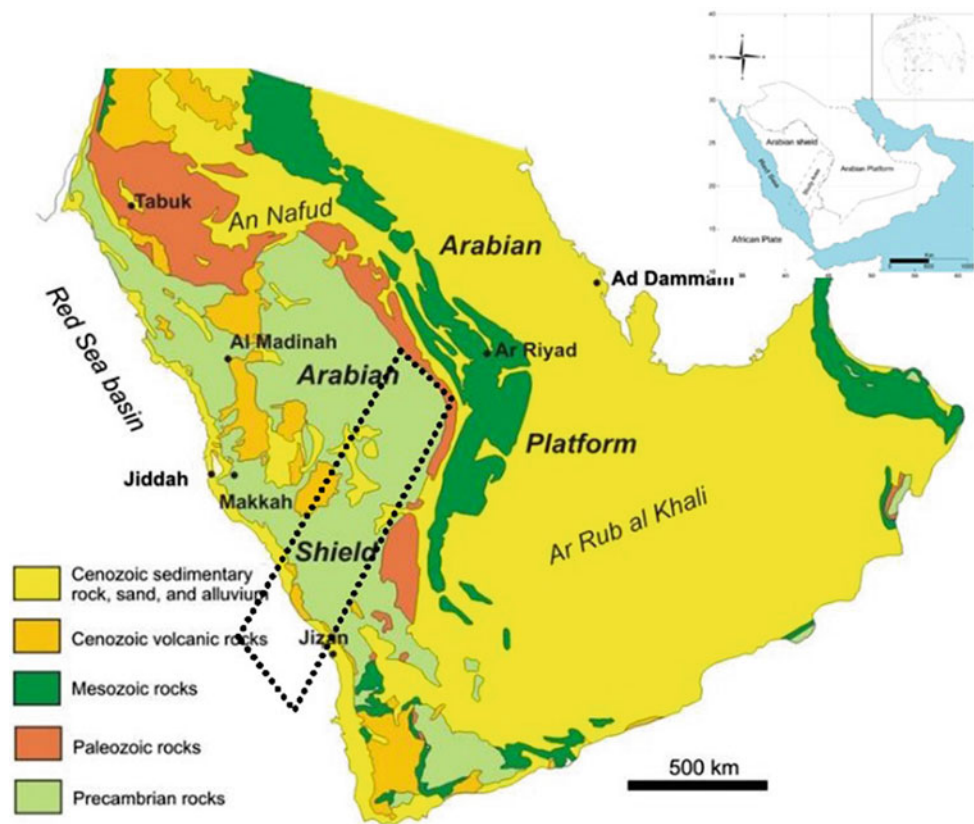 Tabuk
An Nafud
Arabian
Ad Dammam
Red Sea basin
Al Madinah
Arabian
Ar Riyad
Platform
Jiddah
Makkah
Ar Rub al Khali
Shield
Jizan
Cenozoic sedimentary
rock, sand, and alluvium
Cenozoic volcanic rocks
Mesozoic rocks
Paleozoic rocks
Precambrian rocks
500 km
Arabian shield
Arabian Platform
Red Sea
Study Area
African Plate